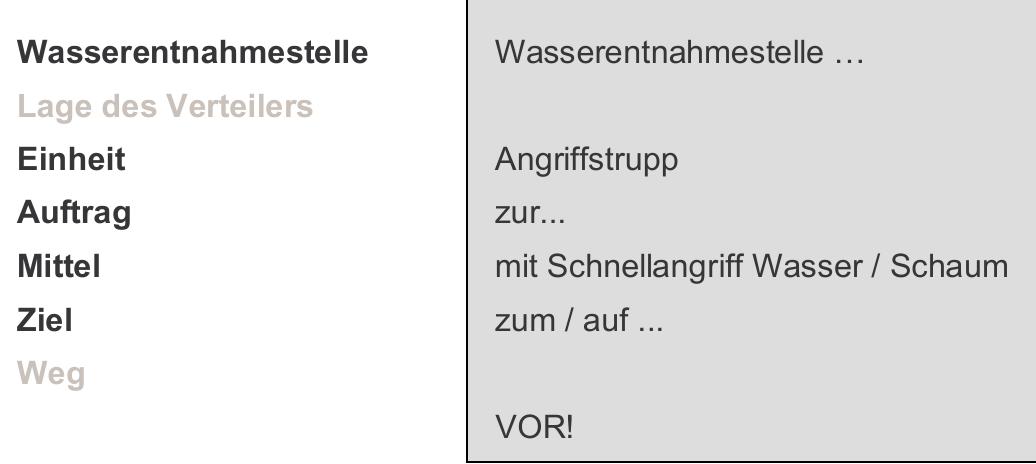 Wasserentnahmestelle Wasserentnahmestelle …
Lage des Verteilers
Einheit Angriffstrupp
Auftrag zur...
Mittel mit Schnellangriff Wasser / Schaum
Ziel zum / auf ...
Weg
VOR!